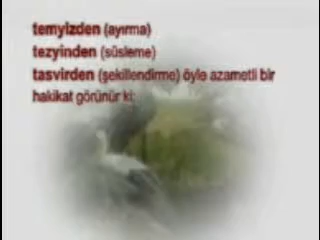 temyizden (ayırma)
tezyinden (süsleme)
tasvirden (şekillendirme) öyle azametli bir
hakikat görünür ki: